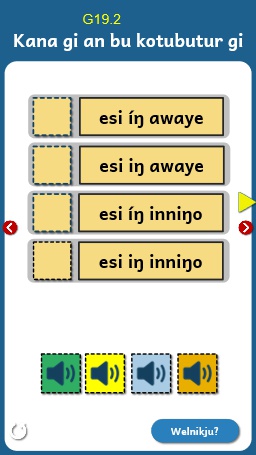 G19.2
Kana gi an bu kotubutur gi
esi íŋ awaye
esi iŋ awaye
esi íŋ inniŋo
esi iŋ inniŋo
Welnikju?